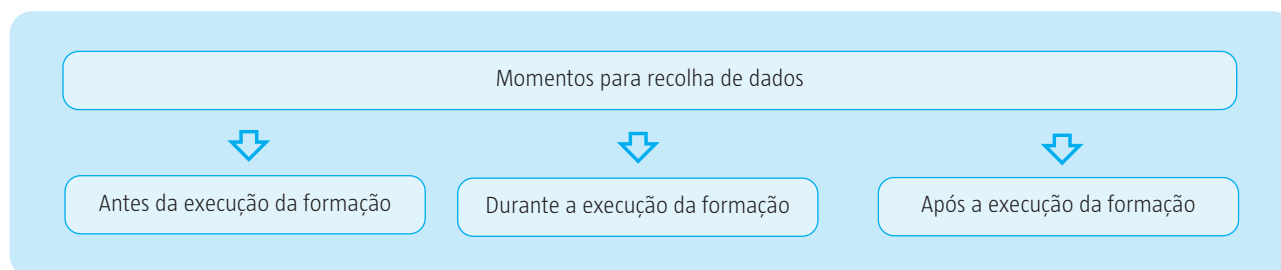 Momentos para recolha de dados
Antes da execução da formação
Durante a execução da formação
Após a execução da formação